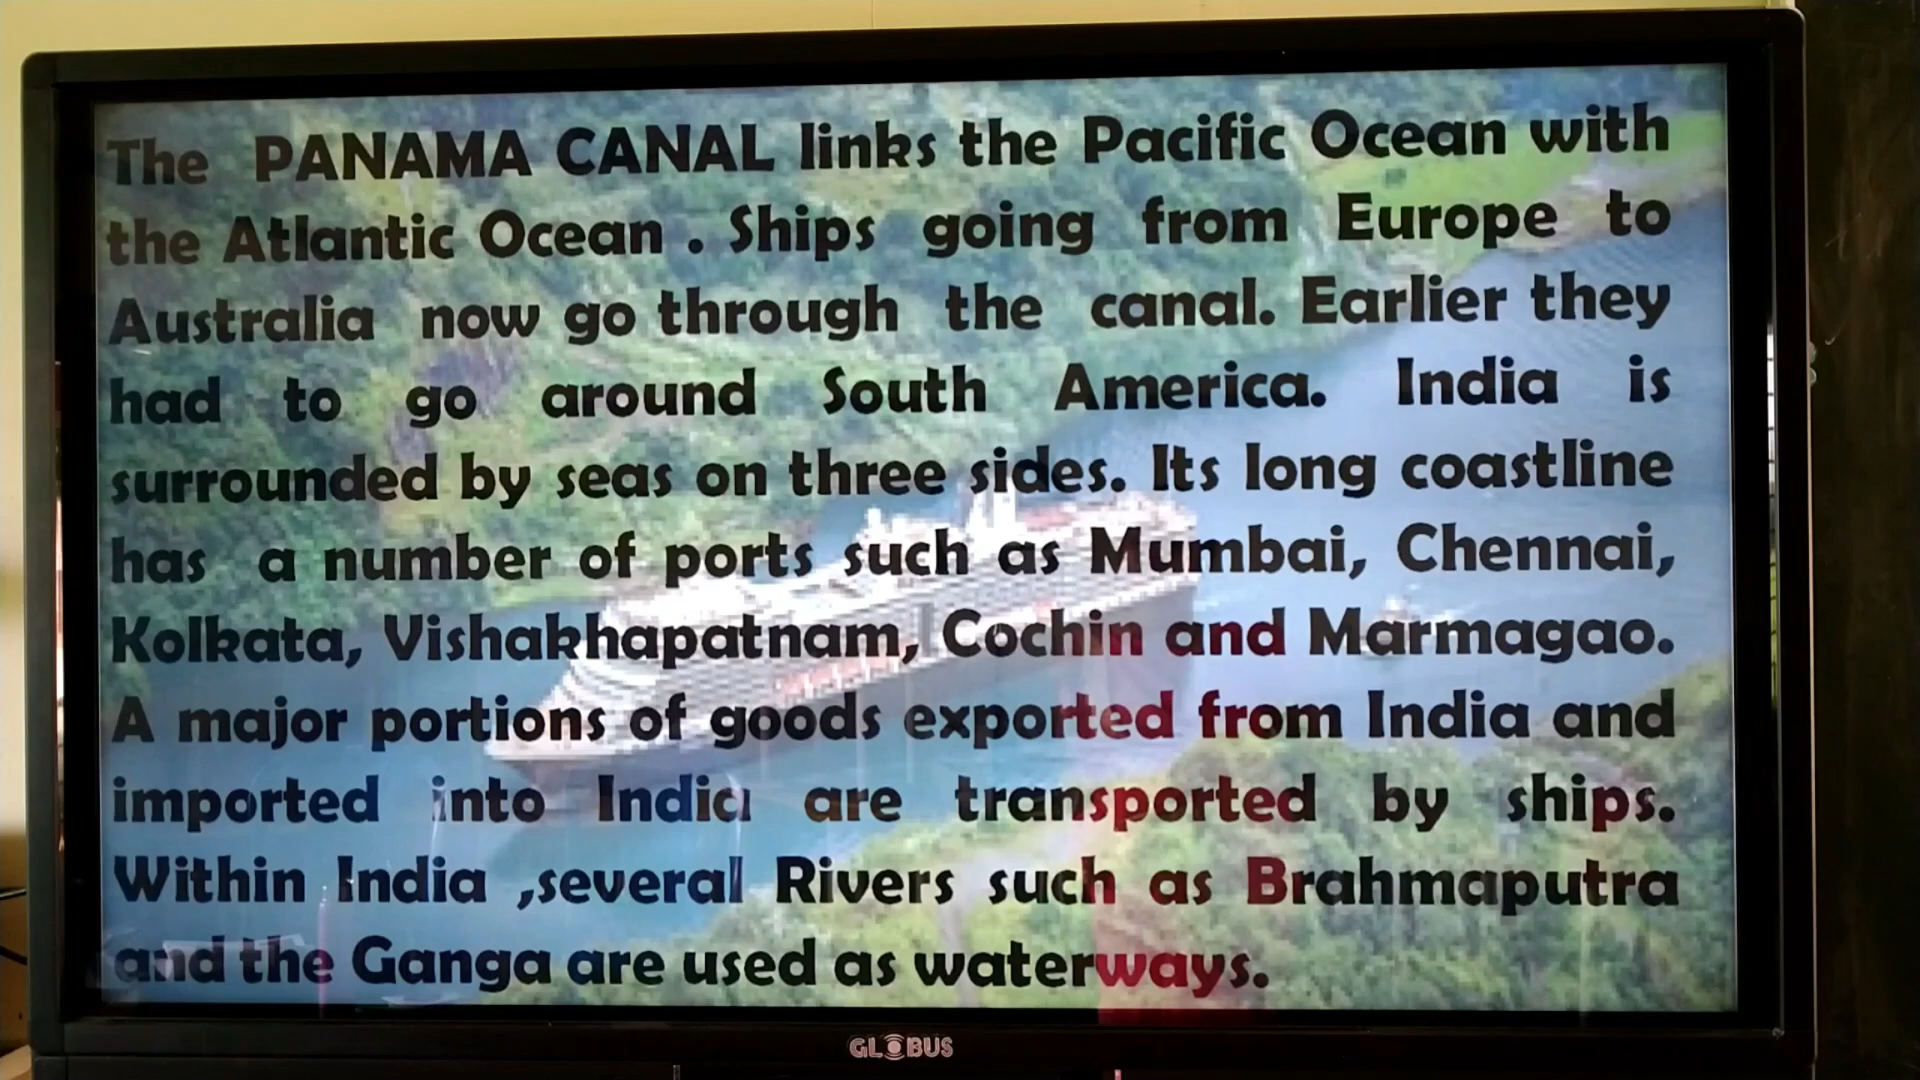 The PANAMA CANAL links the Pacific Ocean with
the Atlantic Ocean . Ships going from Europe to
Australia now go through the canal. Earlier they
had to go around South America. India is
surrounded by seas on three sides. Its long coastline
has a number of ports such as Mumbai, Chennai,
Kolkata, Vishakhapatnam, Cochin and Marmagao.
A major portions of goods exported from India and
imported into India are transported by ships.
Within India ,several Rivers such as Brahmaputra
and the Ganga are used as waterways.
GLOBUS